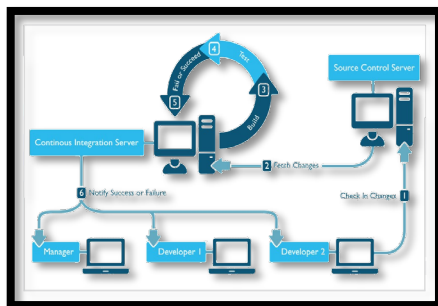 4
Test
Source Control Server
Fail or Succeed
5
3
Build
Continous Integration Server
2 Fetch Changes
6 Notify Success or Failure
Check In Changes 1
Manager
Developer 1
Developer 2